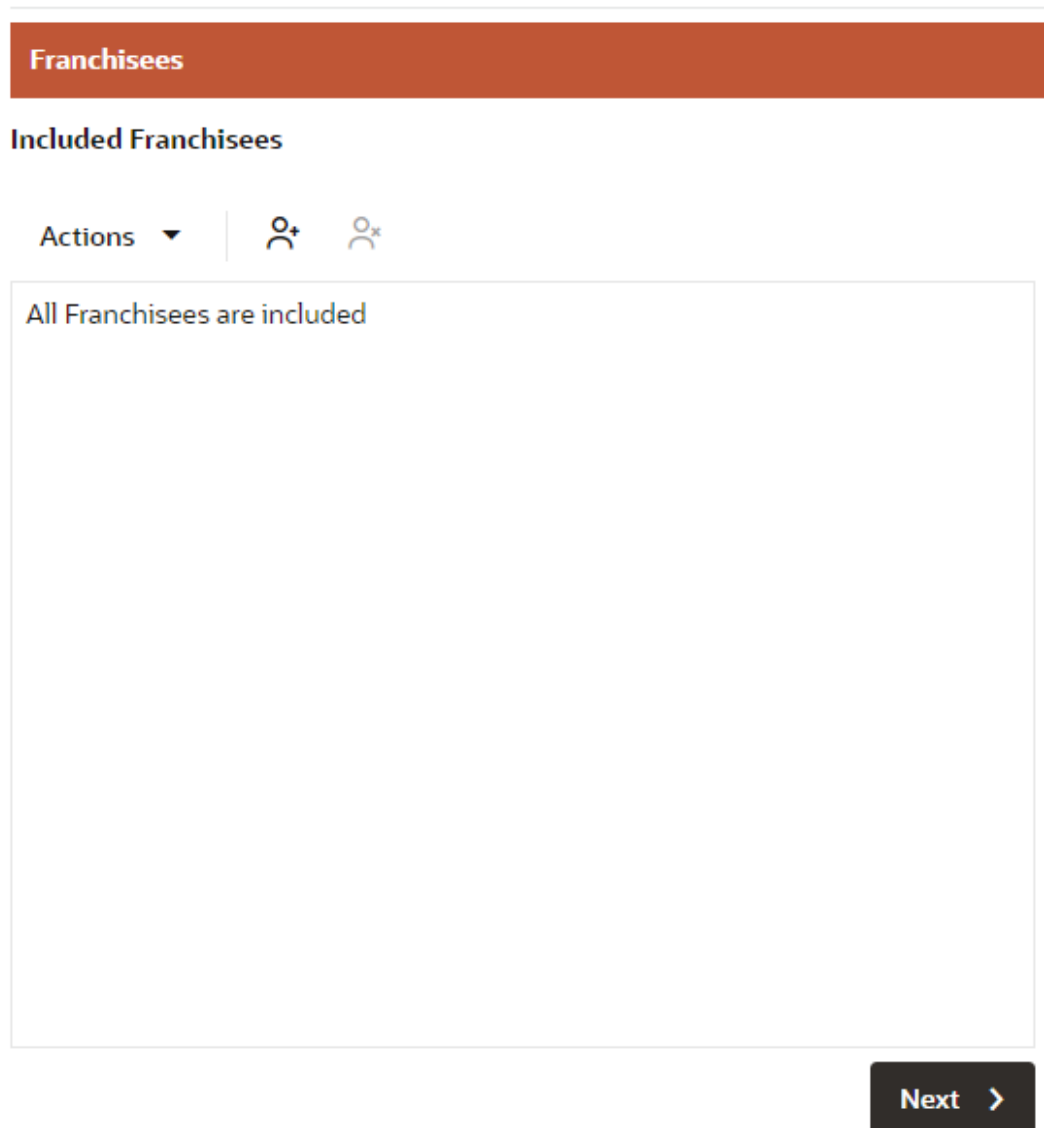 Franchisees
Included Franchisees
Actions
All Franchisees are included
Next